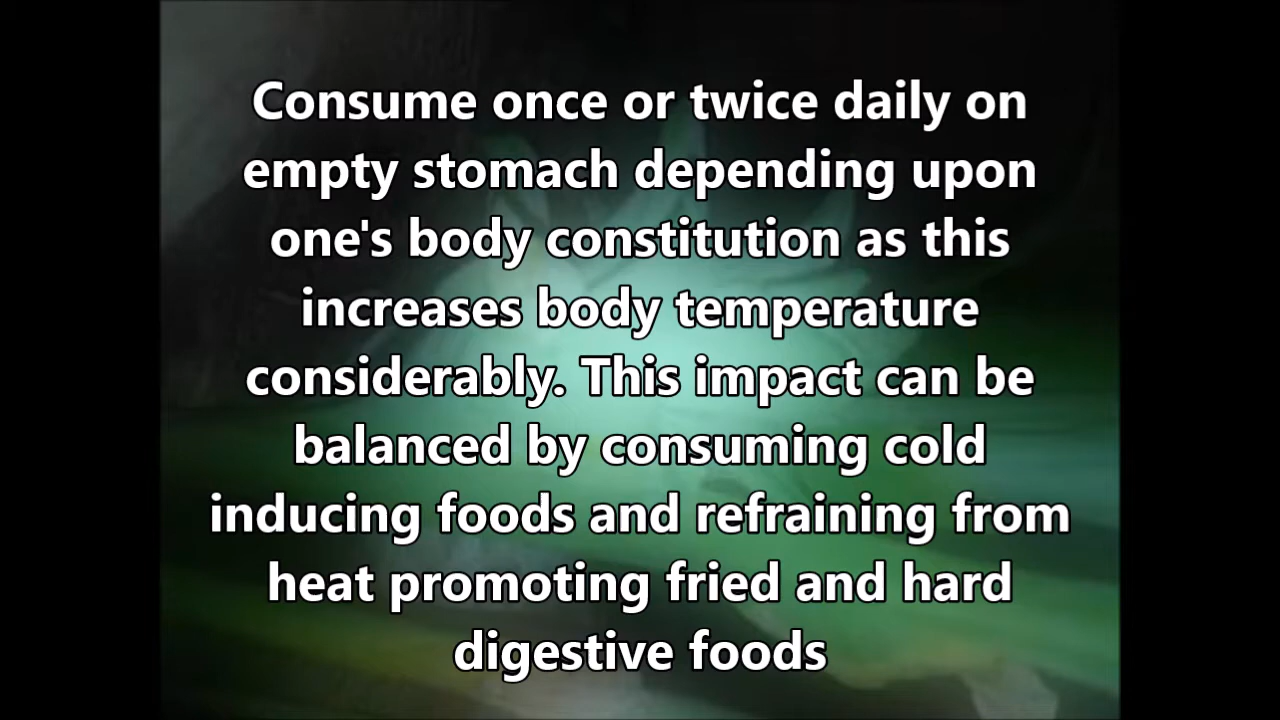 Consume once or twice daily on
empty stomach depending upon
one's body constitution as this
increases body temperature
considerably. This impact can be
balanced by consuming cold
inducing foods and refraining from
heat promoting fried and hard
digestive foods